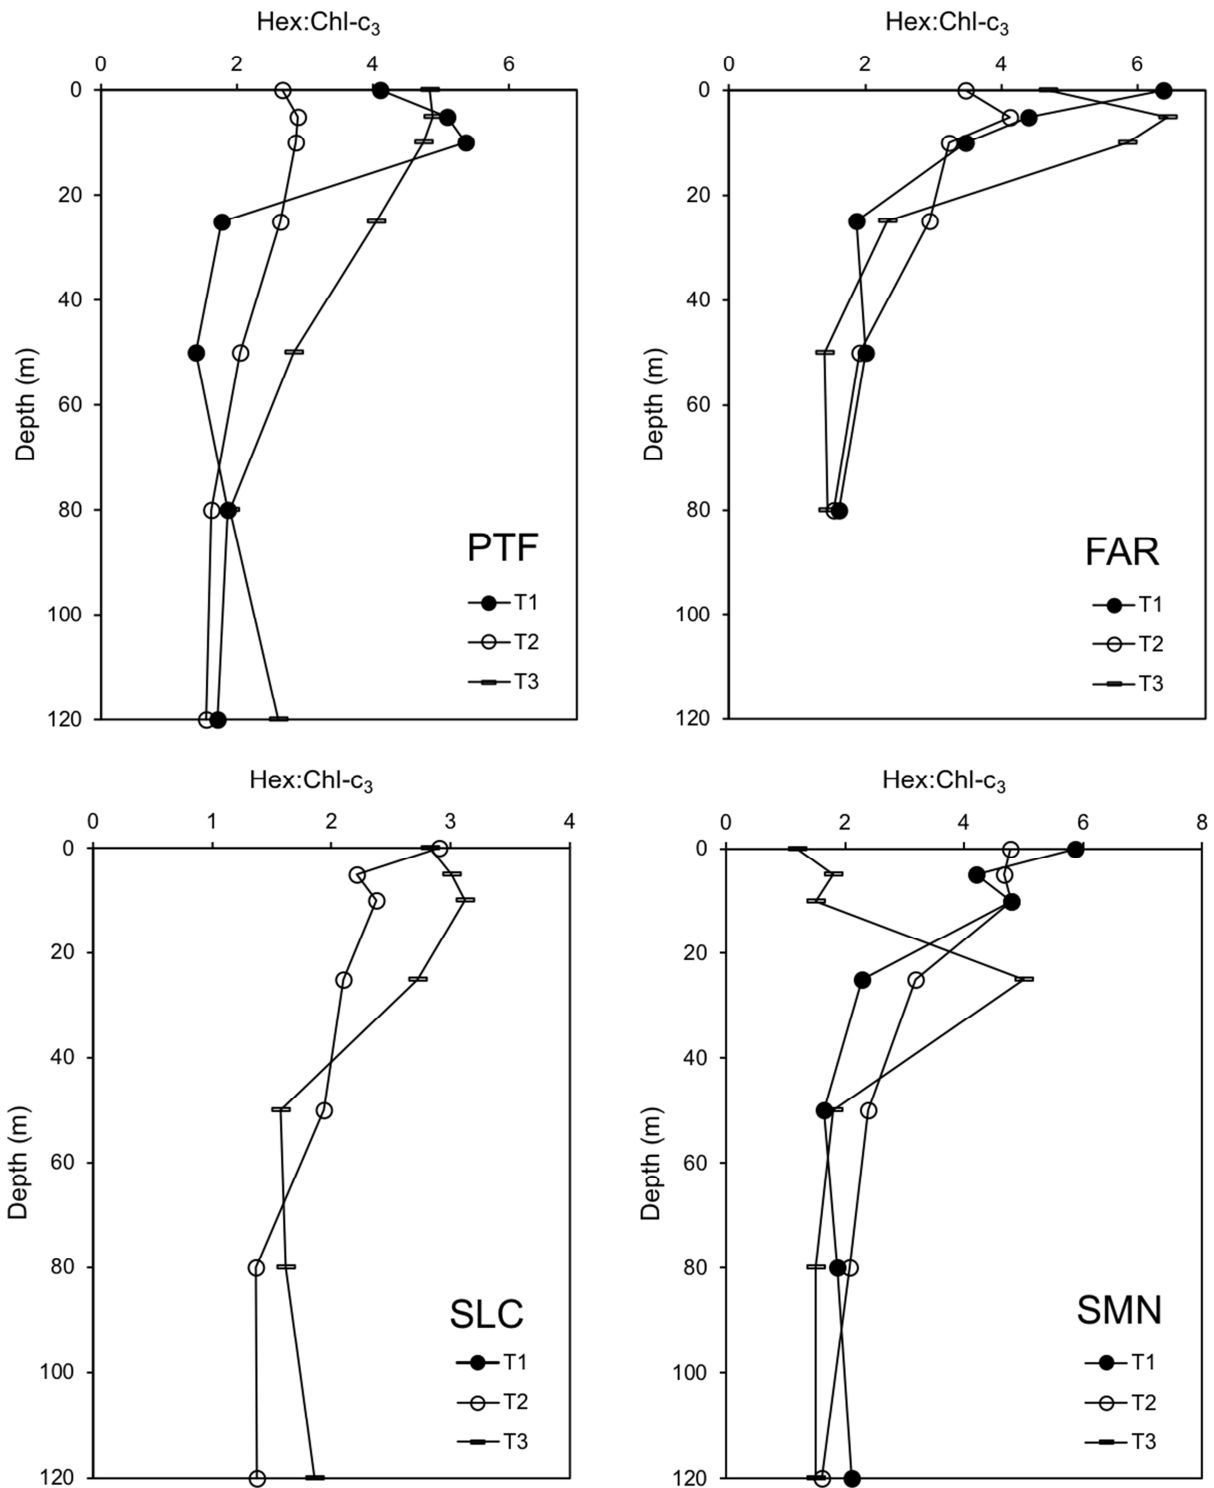 Hex:Chl-c₃
0 2 4 6
0
20
40
60
80
100
120
Depth (m)
PTF
T1
T2
T3
Hex:Chl-c₃
0 2 4 6
0
20
40
60
80
100
120
Depth (m)
FAR
T1
T2
T3
Hex:Chl-c₃
0 1 2 3 4
0
20
40
60
80
100
120
Depth (m)
SLC
T1
T2
T3
Hex:Chl-c₃
0 2 4 6 8
0
20
40
60
80
100
120
Depth (m)
SMN
T1
T2
T3